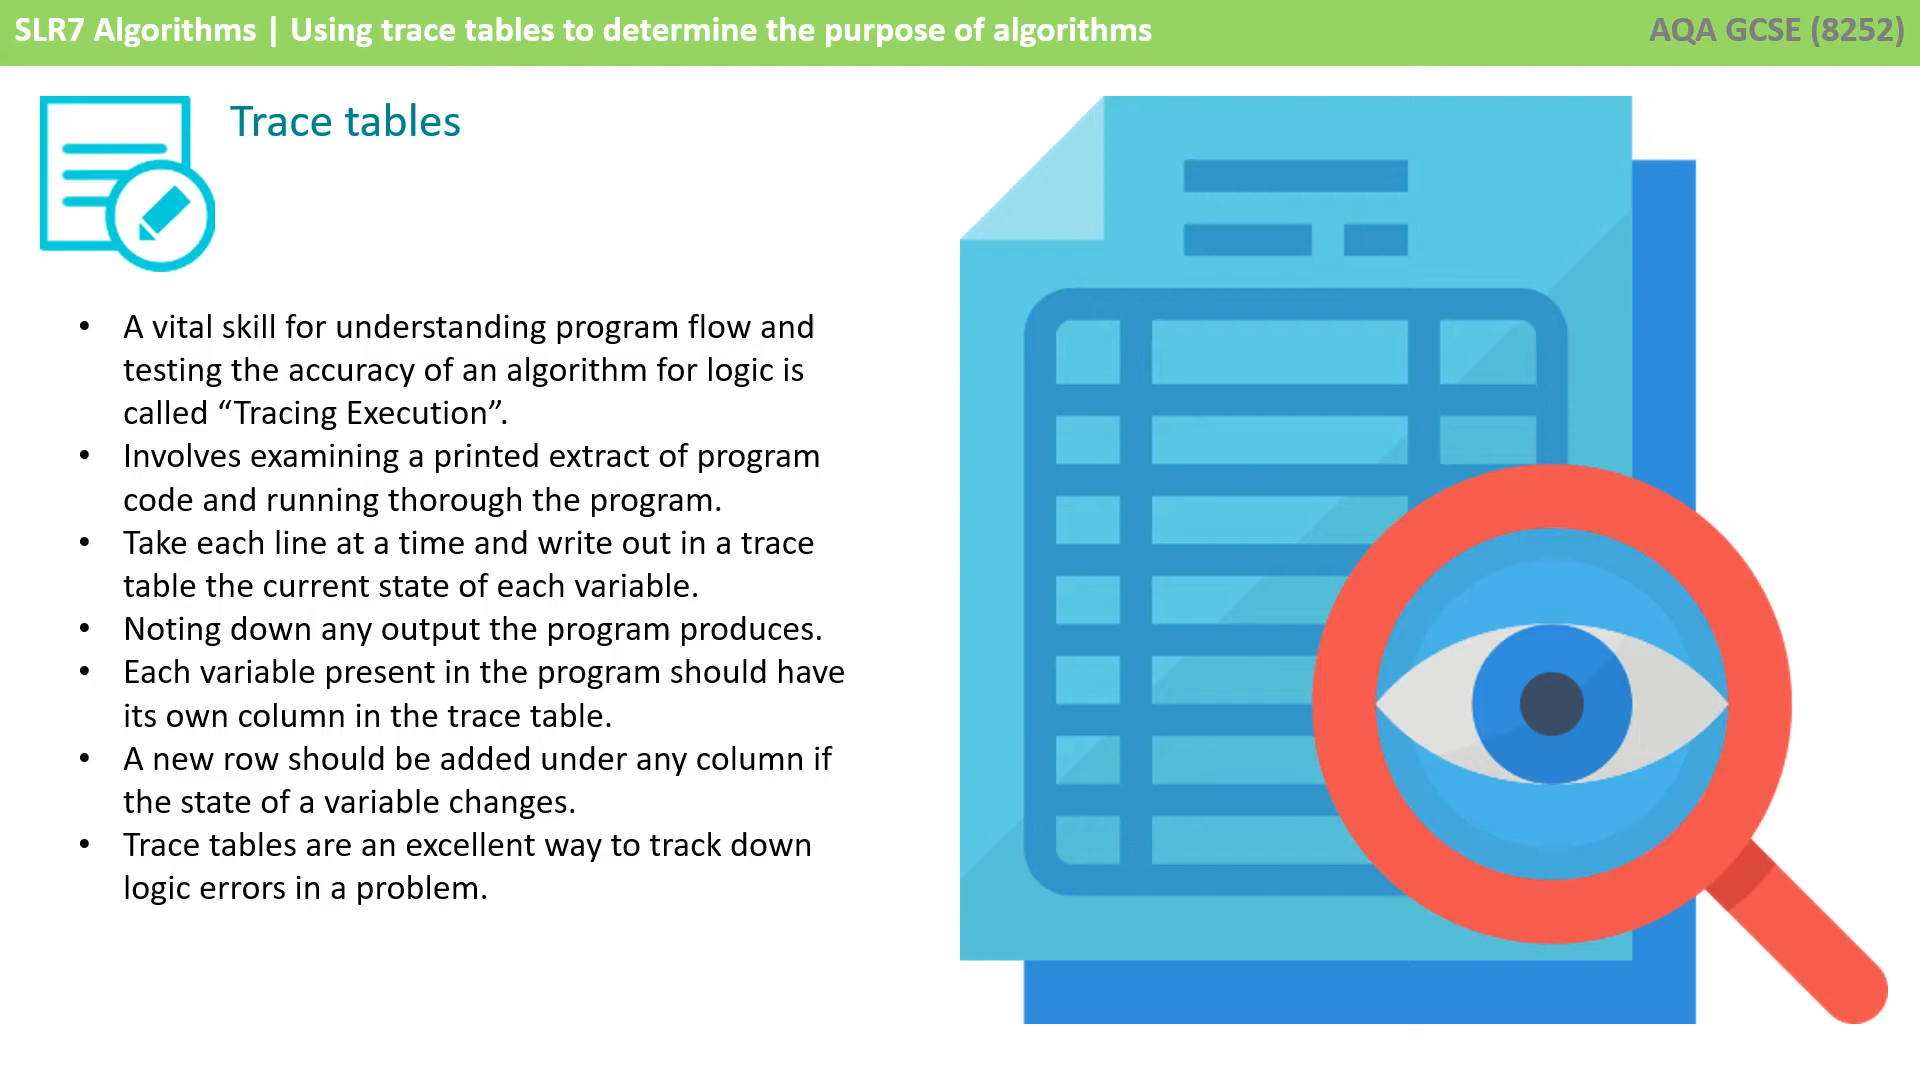 SLR7 Algorithms | Using trace tables to determine the purpose of algorithms
AQA GCSE (8252)
Trace tables
• A vital skill for understanding program flow and
testing the accuracy of an algorithm for logic is
called “Tracing Execution”.
• Involves examining a printed extract of program
code and running thorough the program.
• Take each line at a time and write out in a trace
table the current state of each variable.
• Noting down any output the program produces.
• Each variable present in the program should have
its own column in the trace table.
• A new row should be added under any column if
the state of a variable changes.
• Trace tables are an excellent way to track down
logic errors in a problem.